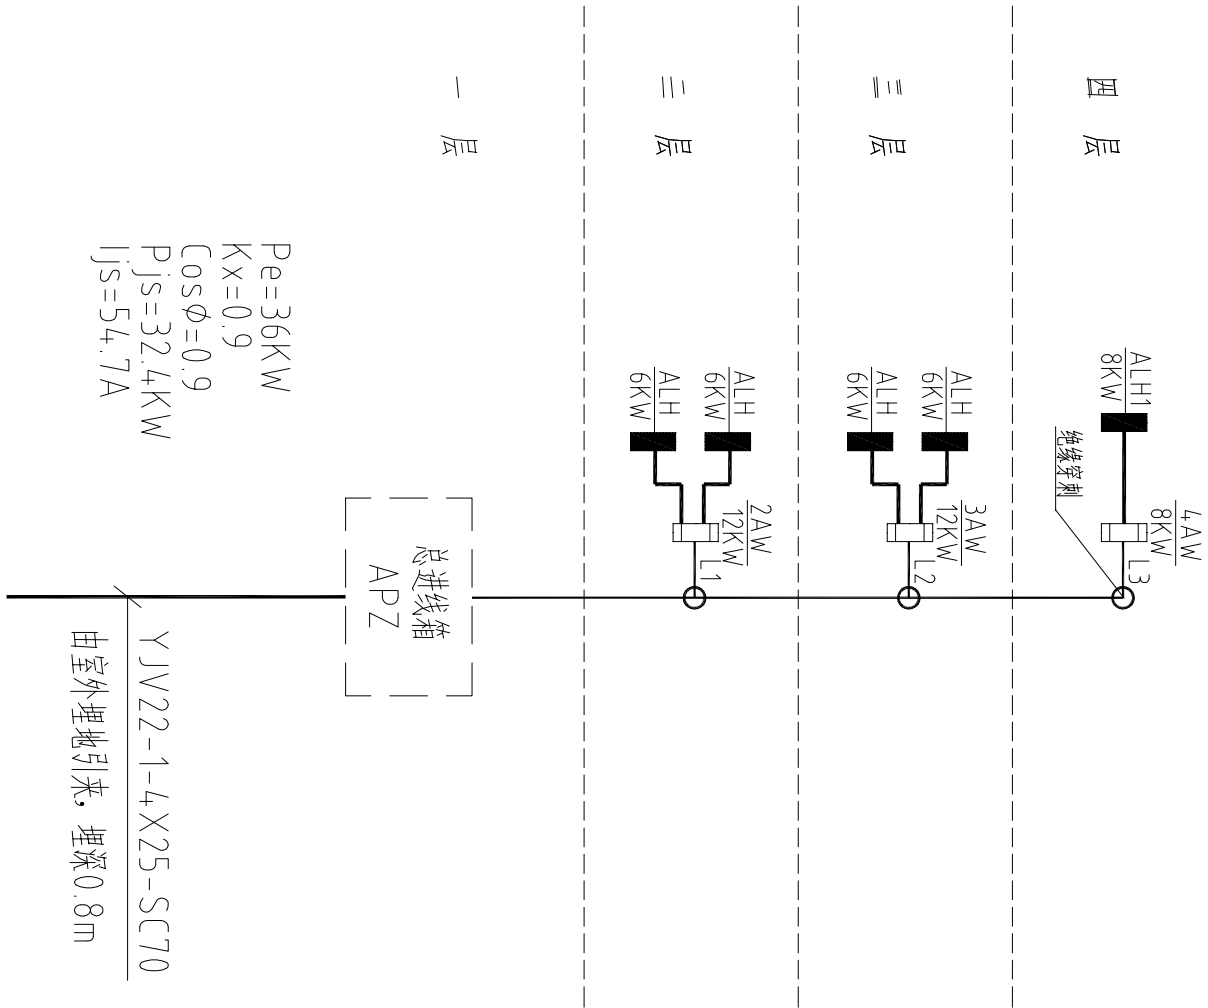 四 层
ALH1
8KW
4AW
8KW
L3
绝缘穿刺
三 层
ALH
6KW
ALH
6KW
3AW
12KW
L2
二 层
ALH
6KW
ALH
6KW
2AW
12KW
L1
一 层
总进线箱
APZ
Pe=36KW
Kx=0.9
Cosφ=0.9
Pjs=32.4KW
Ijs=54.7A
YJV22-1-4X25-SC70
由室外埋地引来，埋深0.8m